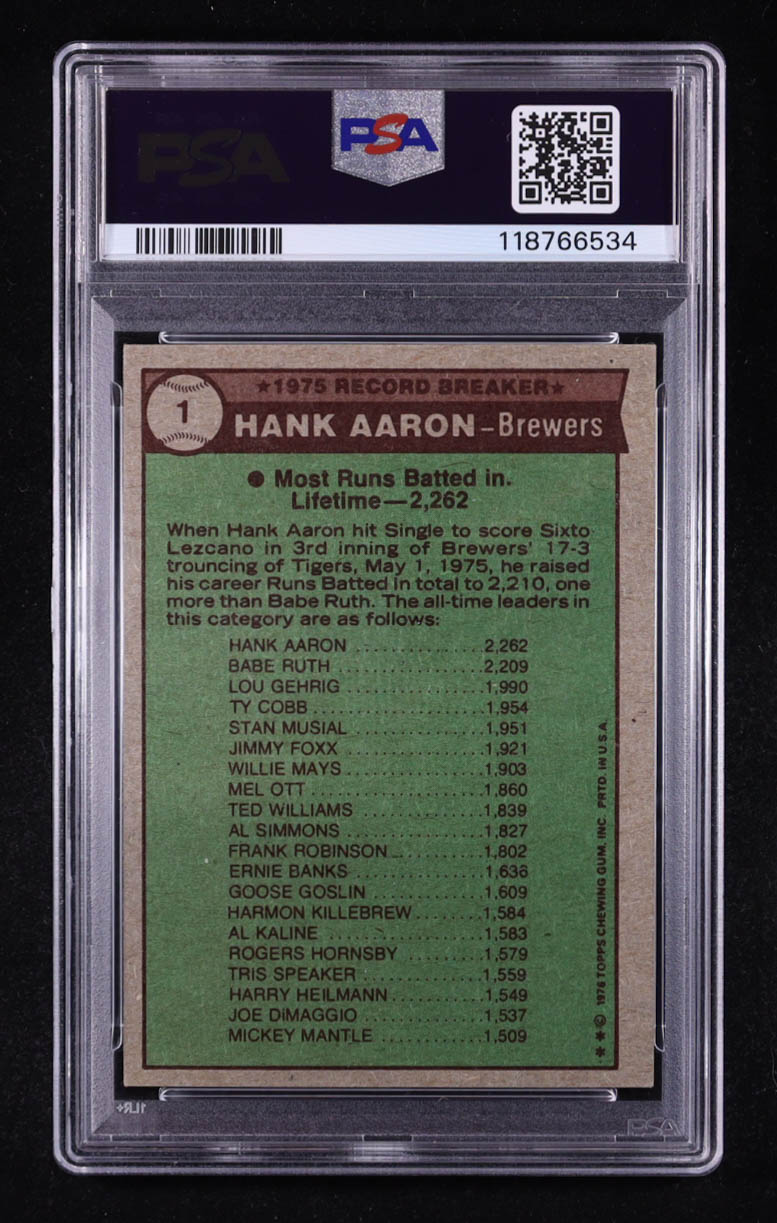 PSA
PSA
118766534
1
★1975 RECORD BREAKER★
HANK AARON–Brewers
● Most Runs Batted in.
Lifetime—2,262
When Hank Aaron hit Single to score Sixto
Lezcano in 3rd inning of Brewers' 17-3
trouncing of Tigers, May 1, 1975, he raised
his career Runs Batted In total to 2,210, one
more than Babe Ruth. The all-time leaders in
this category are as follows:
HANK AARON ...............2,262
BABE RUTH .................2,209
LOU GEHRIG ................1,990
TY COBB ....................1,954
STAN MUSIAL ...............1,951
JIMMY FOXX ................1,921
WILLIE MAYS ................1,903
MEL OTT ....................1,860
TED WILLIAMS ..............1,839
AL SIMMONS ................1,827
FRANK ROBINSON ...........1,802
ERNIE BANKS ...............1,636
GOOSE GOSLIN .............1,609
HARMON KILLEBREW ........1,584
AL KALINE ..................1,583
ROGERS HORNSBY ..........1,579
TRIS SPEAKER ..............1,559
HARRY HEILMANN ...........1,549
JOE DiMAGGIO ..............1,537
MICKEY MANTLE ............1,509
**© 1976 TOPPS CHEWING GUM, INC. PRTD. IN U.S.A.
1LR+
PSA